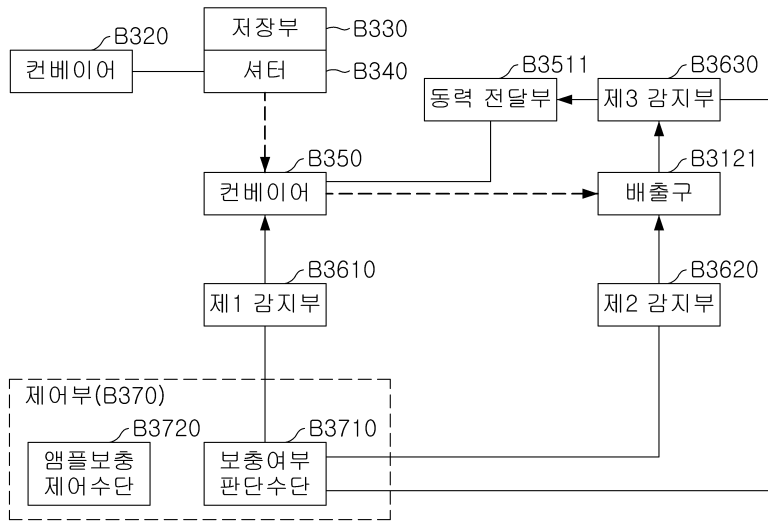 저장부
B330
B320
컨베이어
셔터
B340
B3511
동력 전달부
B3630
제3 감지부
B350
컨베이어
B3121
배출구
B3610
제1 감지부
B3620
제2 감지부
제어부(B370)
B3720
앰플보충
제어수단
B3710
보충여부
판단수단